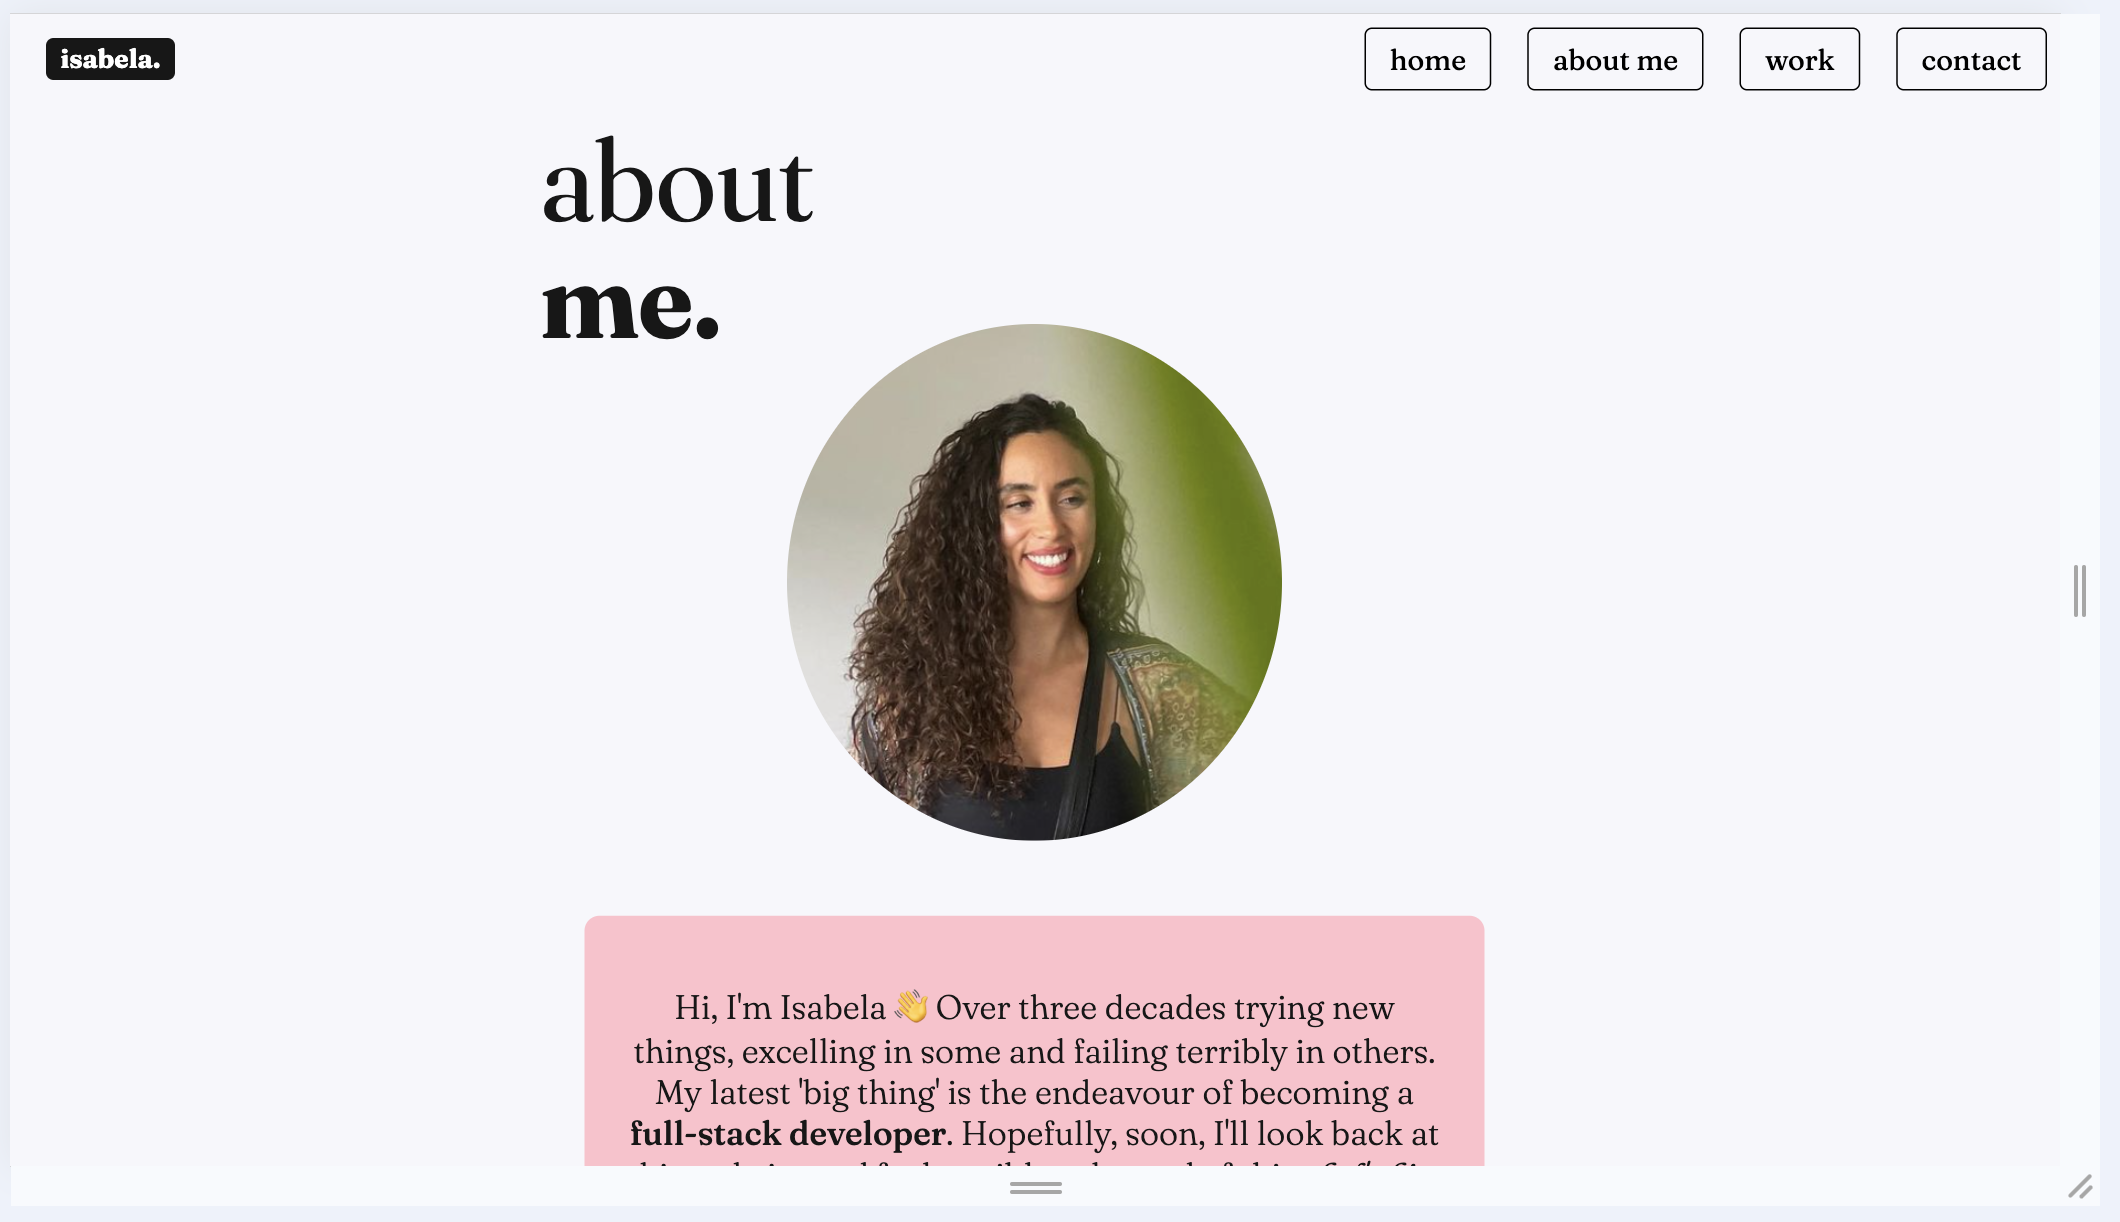 isabela.
home about me work contact
about
me.
Hi, I'm Isabela 👋 Over three decades trying new
things, excelling in some and failing terribly in others.
My latest 'big thing' is the endeavour of becoming a
full-stack developer. Hopefully, soon, I'll look back at